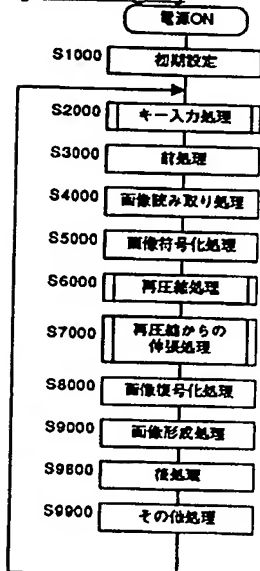 電源ON
S1000 初期設定
S2000 キー入力処理
S3000 前処理
S4000 画像読み取り処理
S5000 画像符号化処理
S6000 再圧縮処理
S7000 再圧縮からの
伸張処理
S8000 画像復号化処理
S9000 画像形成処理
S9800 後処理
S9900 その他処理